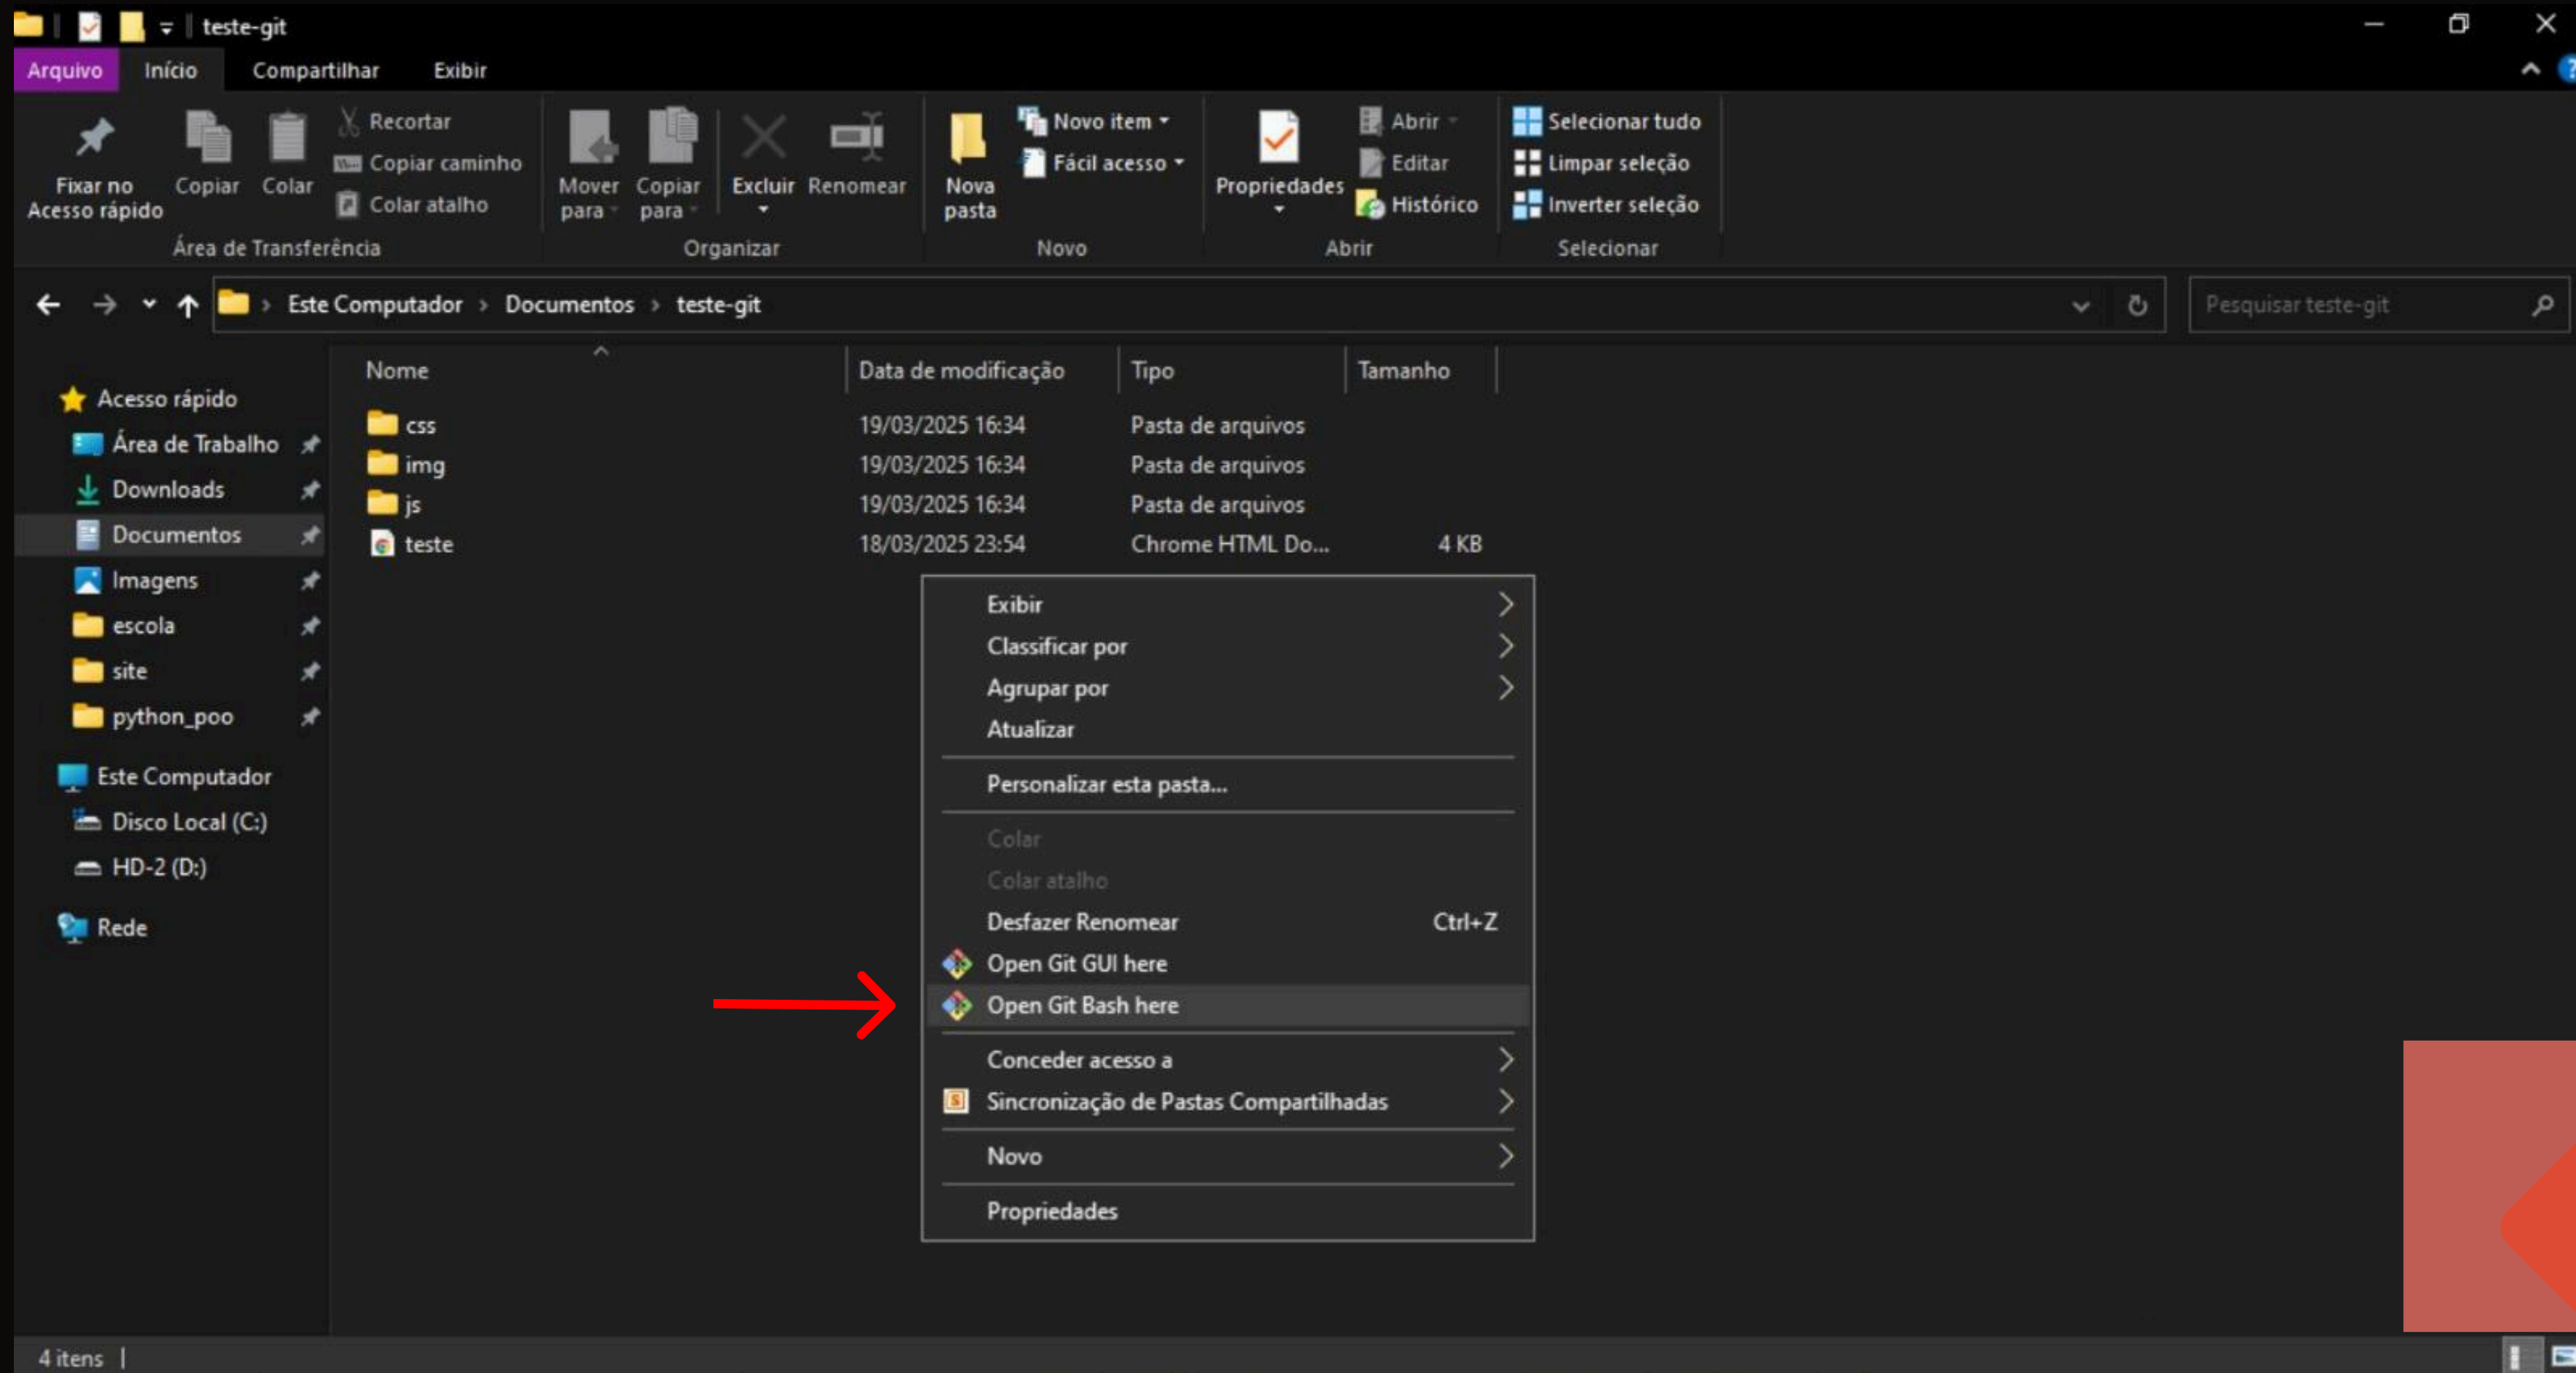 teste-git
Arquivo Início Compartilhar Exibir
Fixar no Acesso rápido
Copiar
Colar
Recortar
Copiar caminho
Colar atalho
Mover para
Copiar para
Excluir
Renomear
Nova pasta
Novo item
Fácil acesso
Propriedades
Abrir
Editar
Histórico
Selecionar tudo
Limpar seleção
Inverter seleção
Área de Transferência Organizar Novo Abrir Selecionar
Este Computador > Documentos > teste-git
Pesquisar teste-git
Acesso rápido
Área de Trabalho
Downloads
Documentos
Imagens
escola
site
python_poo
Este Computador
Disco Local (C:)
HD-2 (D:)
Rede
Nome Data de modificação Tipo Tamanho
css 19/03/2025 16:34 Pasta de arquivos
img 19/03/2025 16:34 Pasta de arquivos
js 19/03/2025 16:34 Pasta de arquivos
teste 18/03/2025 23:54 Chrome HTML Do... 4 KB
Exibir
Classificar por
Agrupar por
Atualizar
Personalizar esta pasta...
Colar
Colar atalho
Desfazer Renomear Ctrl+Z
Open Git GUI here
Open Git Bash here
Conceder acesso a
Sincronização de Pastas Compartilhadas
Novo
Propriedades
4 itens